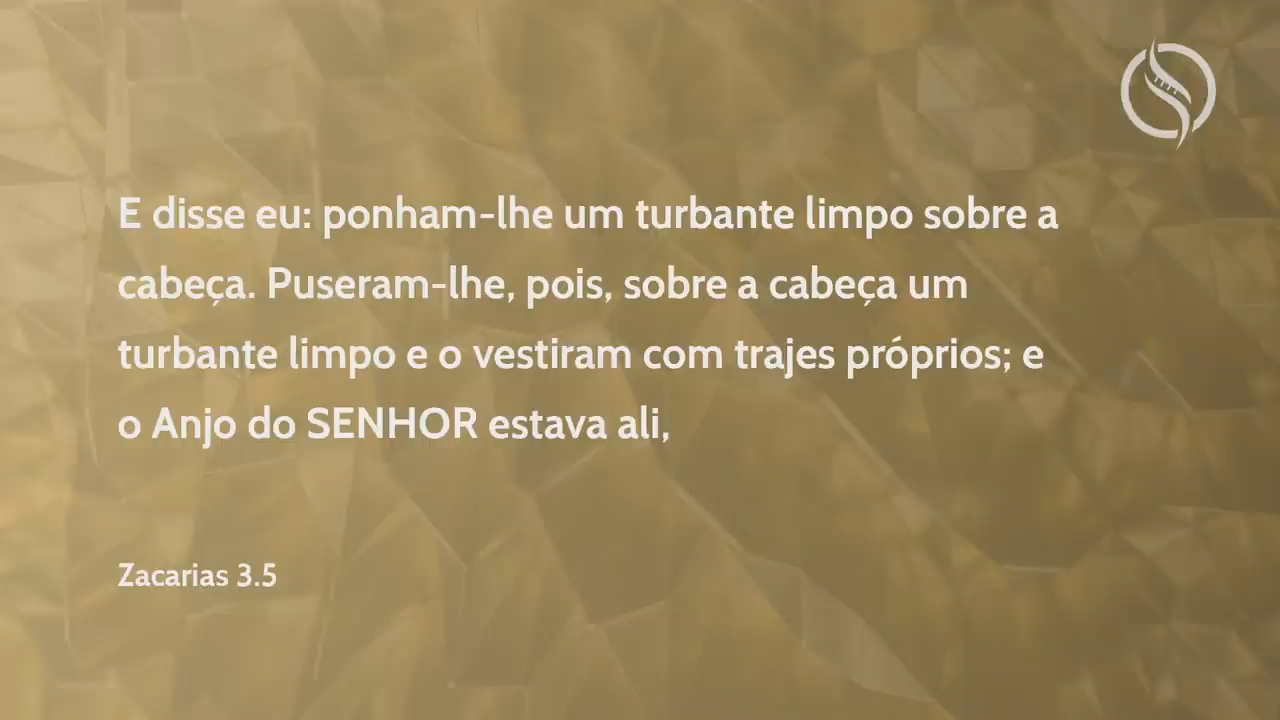 E disse eu: ponham-lhe um turbante limpo sobre a
cabeça. Puseram-lhe, pois, sobre a cabeça um
turbante limpo e o vestiram com trajes próprios; e
o Anjo do SENHOR estava ali,
Zacarias 3.5